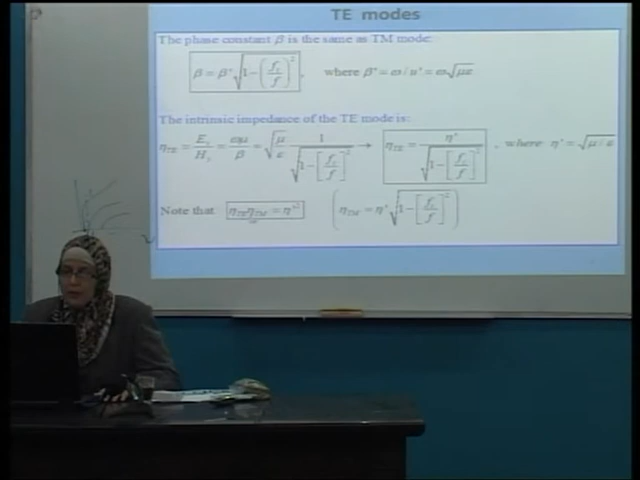 TE modes
The phase constant β is the same as TM mode:
β = β' √(1 − (f_c / f)²), where β' = ω / u' = ω√(με)
The intrinsic impedance of the TE mode is:
η_TE = E_x / H_y = ωμ / β = √(μ / ε) 1 / √(1 − [f_c / f]²) → η_TE = η' / √(1 − [f_c / f]²), where η' = √(μ / ε)
Note that η_TE η_TM = η'² (η_TM = η' √(1 − [f_c / f]²))